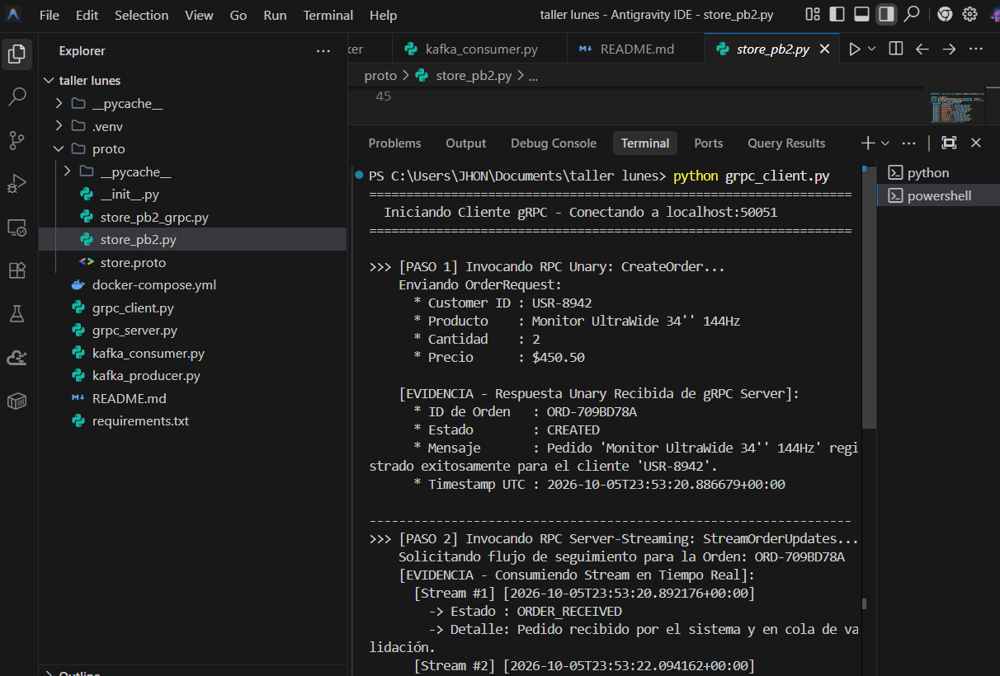 File Edit Selection View Go Run Terminal Help
taller lunes - Antigravity IDE - store_pb2.py
Explorer
taller lunes
__pycache__
.venv
proto
__pycache__
__init__.py
store_pb2_grpc.py
store_pb2.py
store.proto
docker-compose.yml
grpc_client.py
grpc_server.py
kafka_consumer.py
kafka_producer.py
README.md
requirements.txt
Outline
ker
kafka_consumer.py
README.md
store_pb2.py
proto > store_pb2.py > ...
45
Problems Output Debug Console Terminal Ports Query Results
PS C:\Users\JHON\Documents\taller lunes> python grpc_client.py
=================================================================
Iniciando Cliente gRPC - Conectando a localhost:50051
=================================================================
>>> [PASO 1] Invocando RPC Unary: CreateOrder...
Enviando OrderRequest:
* Customer ID : USR-8942
* Producto    : Monitor UltraWide 34'' 144Hz
* Cantidad    : 2
* Precio      : $450.50
[EVIDENCIA - Respuesta Unary Recibida de gRPC Server]:
* ID de Orden   : ORD-709BD78A
* Estado        : CREATED
* Mensaje       : Pedido 'Monitor UltraWide 34'' 144Hz' regi
strado exitosamente para el cliente 'USR-8942'.
* Timestamp UTC : 2026-10-05T23:53:20.886679+00:00
-----------------------------------------------------------------
>>> [PASO 2] Invocando RPC Server-Streaming: StreamOrderUpdates...
Solicitando flujo de seguimiento para la Orden: ORD-709BD78A
[EVIDENCIA - Consumiendo Stream en Tiempo Real]:
[Stream #1] [2026-10-05T23:53:20.892176+00:00]
-> Estado : ORDER_RECEIVED
-> Detalle: Pedido recibido por el sistema y en cola de va
lidación.
[Stream #2] [2026-10-05T23:53:22.094162+00:00]
python
powershell